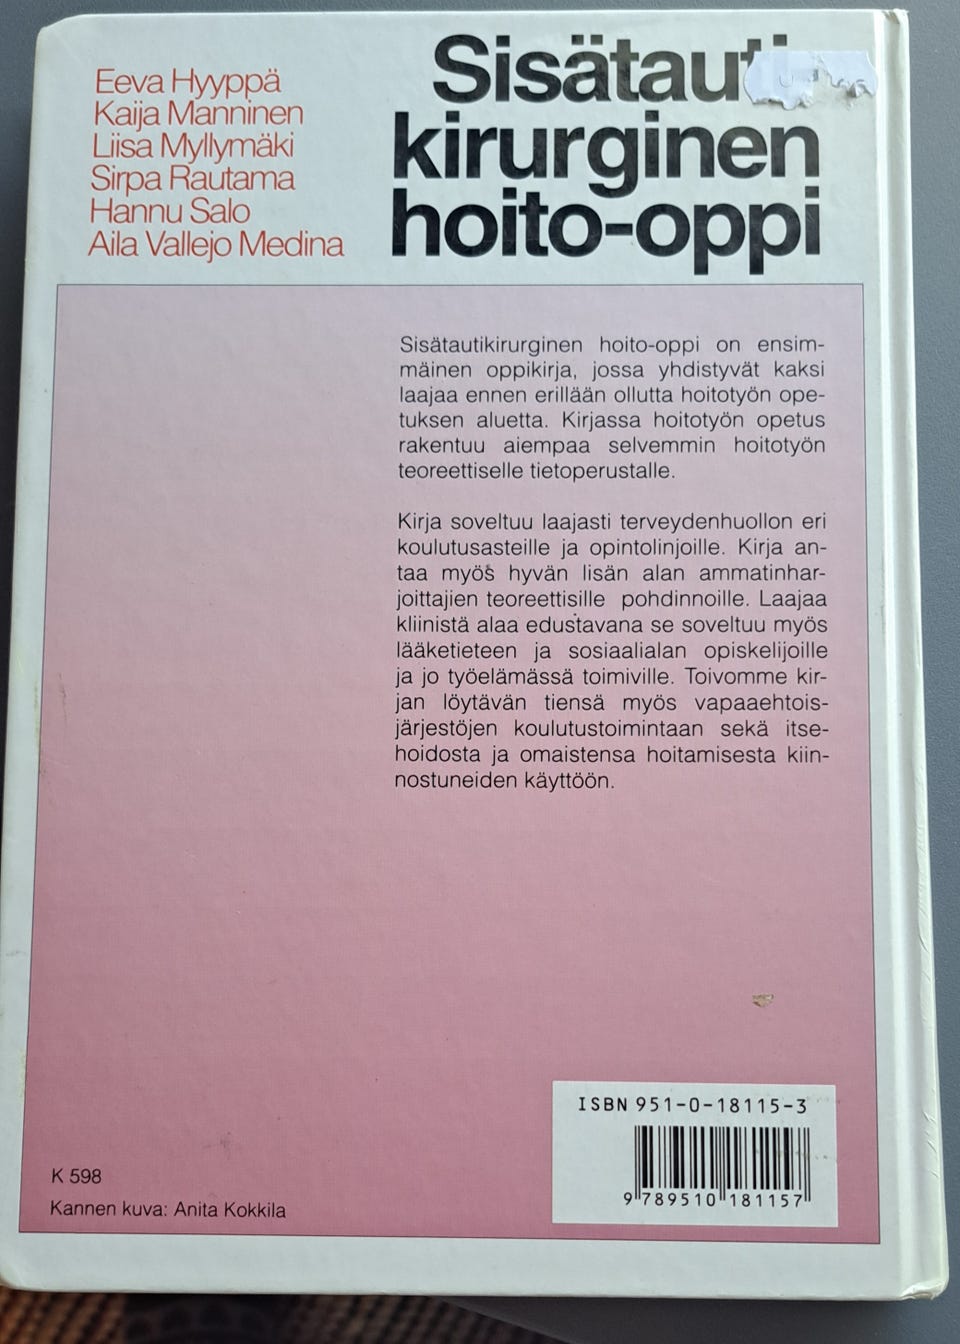 Eeva Hyyppä
Kaija Manninen
Liisa Myllymäki
Sirpa Rautama
Hannu Salo
Aila Vallejo Medina
Sisätauti
kirurginen
hoito-oppi
Sisätautikirurginen hoito-oppi on ensim-
mäinen oppikirja, jossa yhdistyvät kaksi
laajaa ennen erillään ollutta hoitotyön ope-
tuksen aluetta. Kirjassa hoitotyön opetus
rakentuu aiempaa selvemmin hoitotyön
teoreettiselle tietoperustalle.
Kirja soveltuu laajasti terveydenhuollon eri
koulutusasteille ja opintolinjoille. Kirja an-
taa myös hyvän lisän alan ammatinhar-
joittajien teoreettisille pohdinnoille. Laajaa
kliinistä alaa edustavana se soveltuu myös
lääketieteen ja sosiaalialan opiskelijoille
ja jo työelämässä toimiville. Toivomme kir-
jan löytävän tiensä myös vapaaehtois-
järjestöjen koulutustoimintaan sekä itse-
hoidosta ja omaistensa hoitamisesta kiin-
nostuneiden käyttöön.
ISBN 951-0-18115-3
9 789510 181157
K 598
Kannen kuva: Anita Kokkila